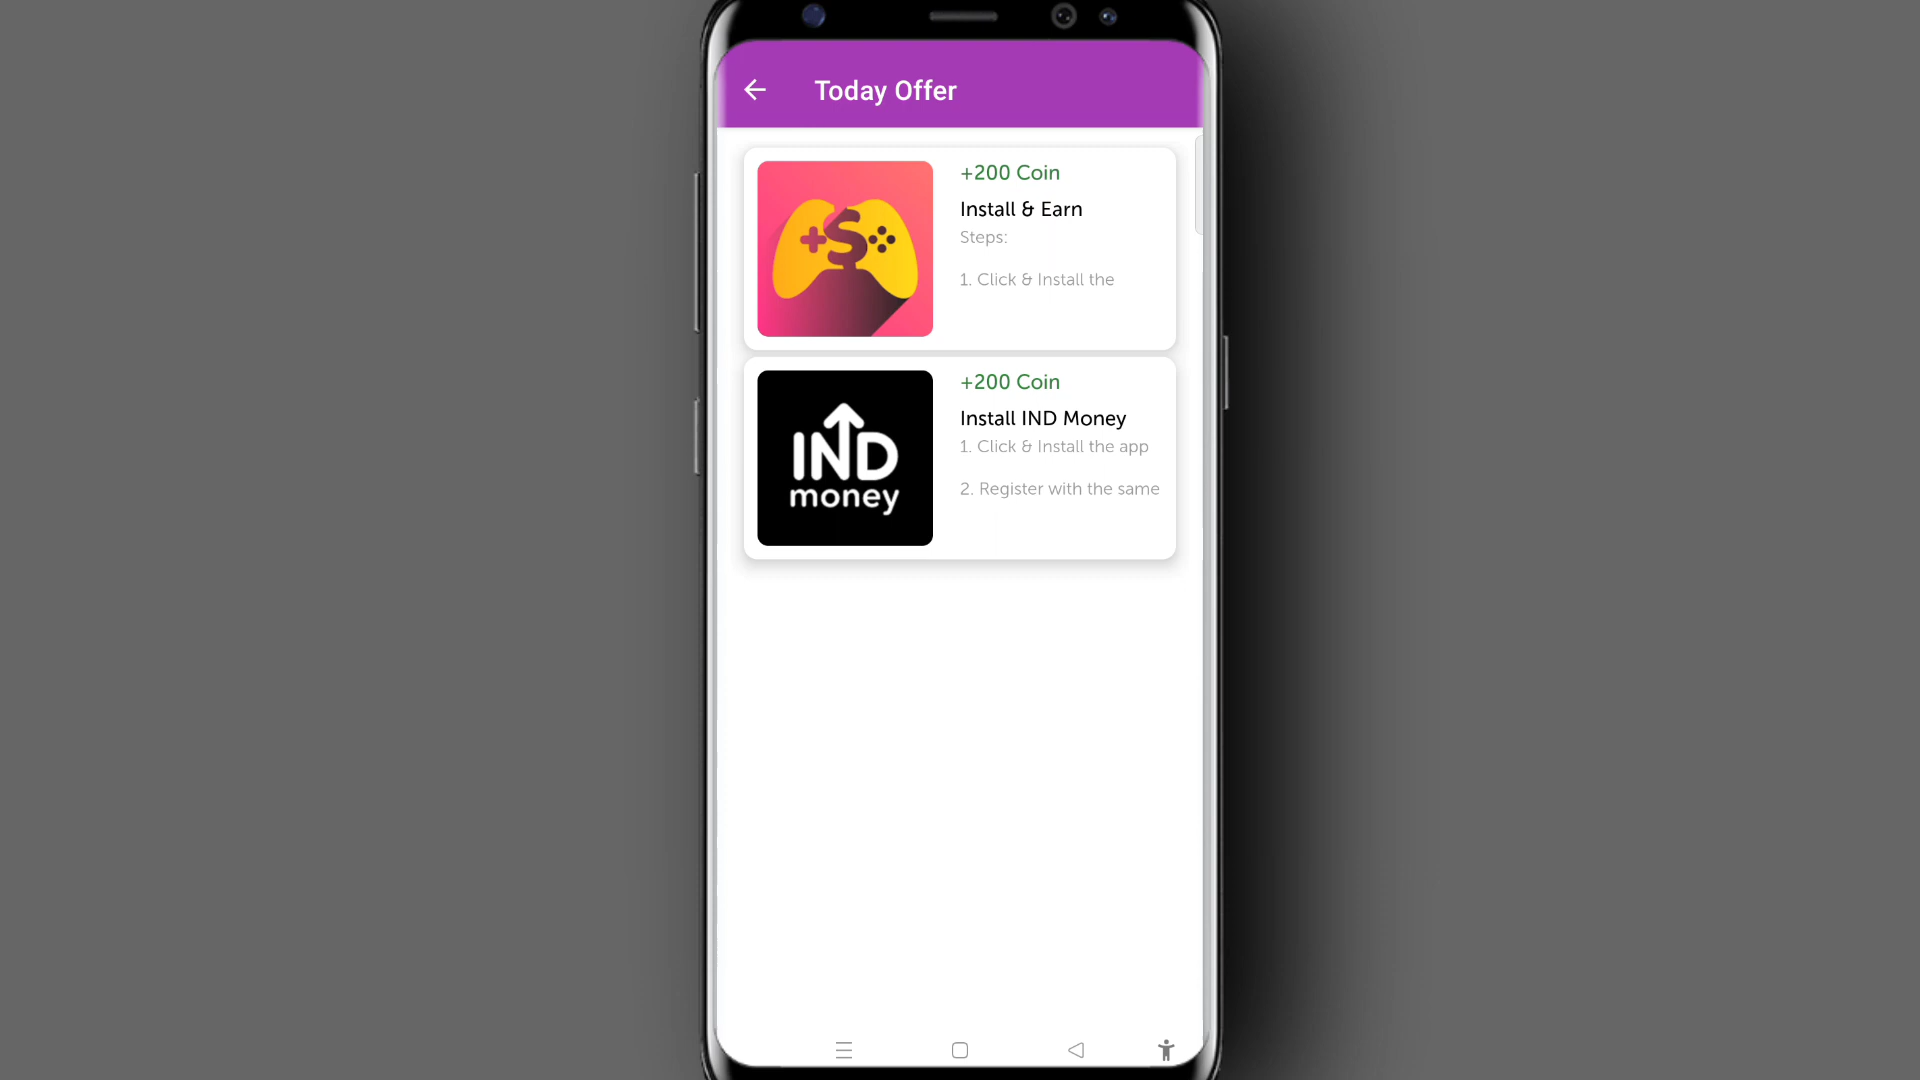 Today Offer
+200 Coin
Install & Earn
Steps:
1. Click & Install the
IND
money
+200 Coin
Install IND Money
1. Click & Install the app
2. Register with the same